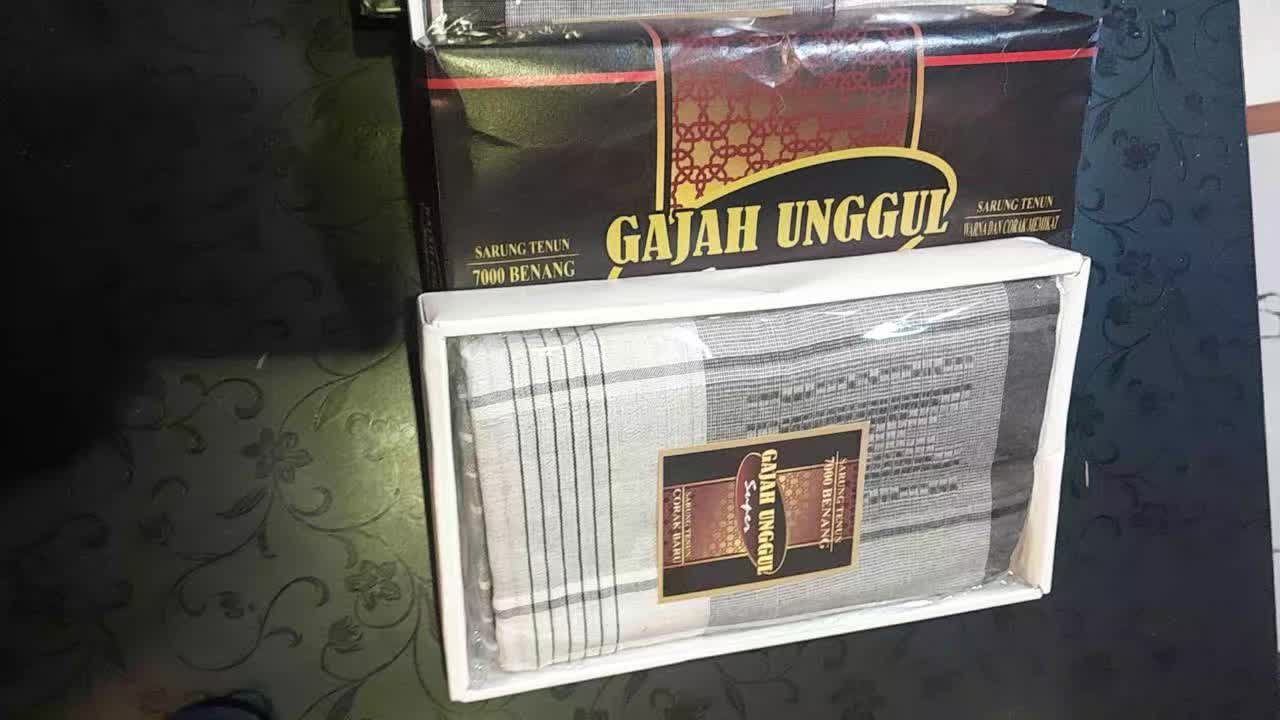 GAJAH UNGGUL
SARUNG TENUN
7000 BENANG
SARUNG TENUN
WARNA DAN CORAK MEMIKAT
SARUNG TENUN
7000 BENANG
GAJAH UNGGUL
Super
SARUNG TENUN
CORAK BARU